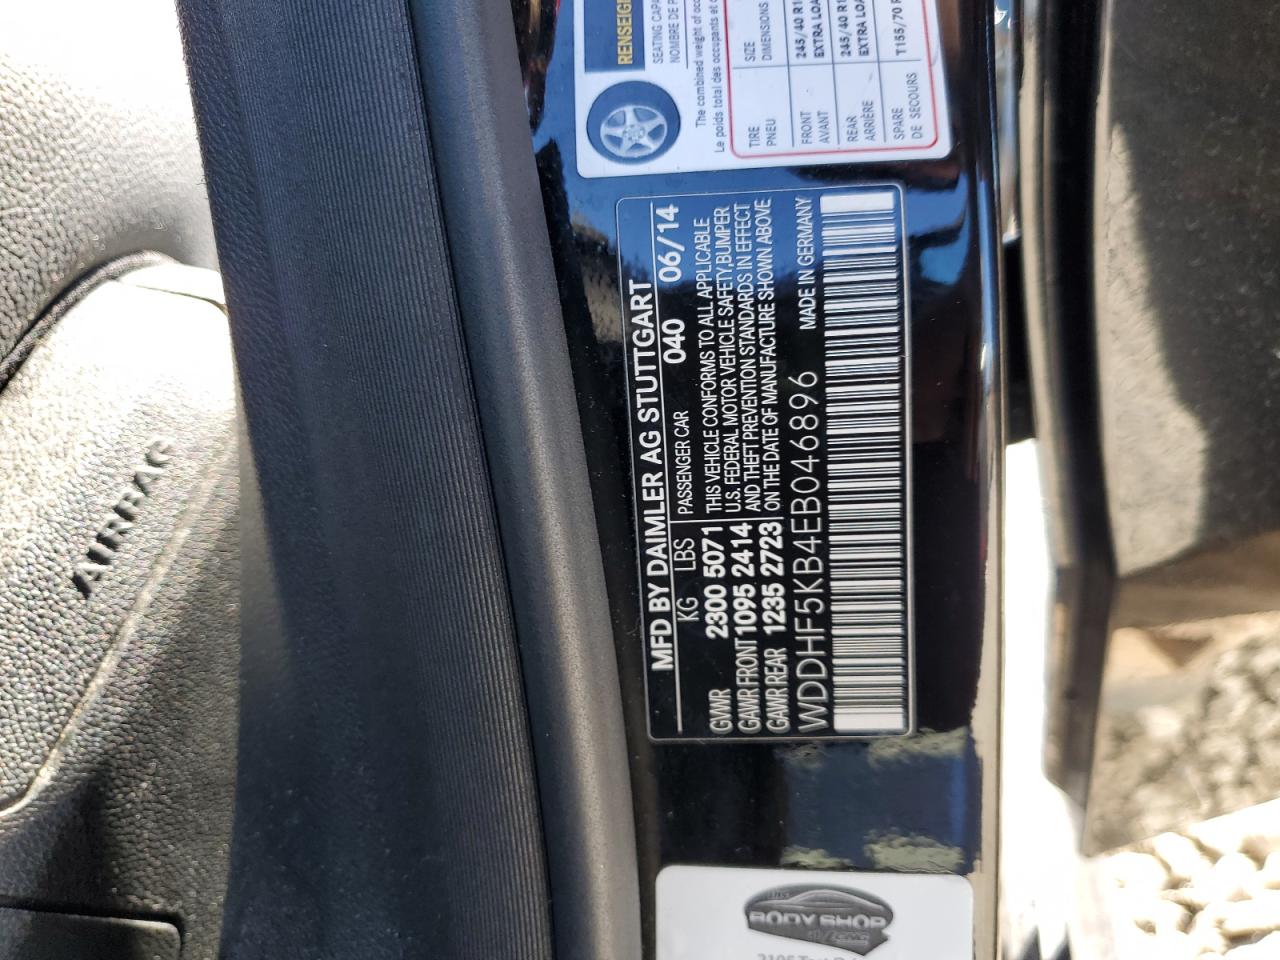 RENSEIG
SEATING CAPA
NOMBRE DE P
The combined weight of occu
Le poids total des occupants et c
TIRE SIZE
PNEU DIMENSIONS
FRONT 245/40 R1
AVANT EXTRA LOA
REAR 245/40 R1
ARRIÈRE EXTRA LOA
SPARE T155/70 R
DE SECOURS
MFD BY DAIMLER AG STUTTGART
KG LBS PASSENGER CAR 040 06/14
GVWR 2300 5071
GAWR FRONT 1095 2414
GAWR REAR 1235 2723
THIS VEHICLE CONFORMS TO ALL APPLICABLE
U.S. FEDERAL MOTOR VEHICLE SAFETY, BUMPER
AND THEFT PREVENTION STANDARDS IN EFFECT
ON THE DATE OF MANUFACTURE SHOWN ABOVE
WDDHF5KB4EB046896 MADE IN GERMANY
AIRBAG
BODY SHOP